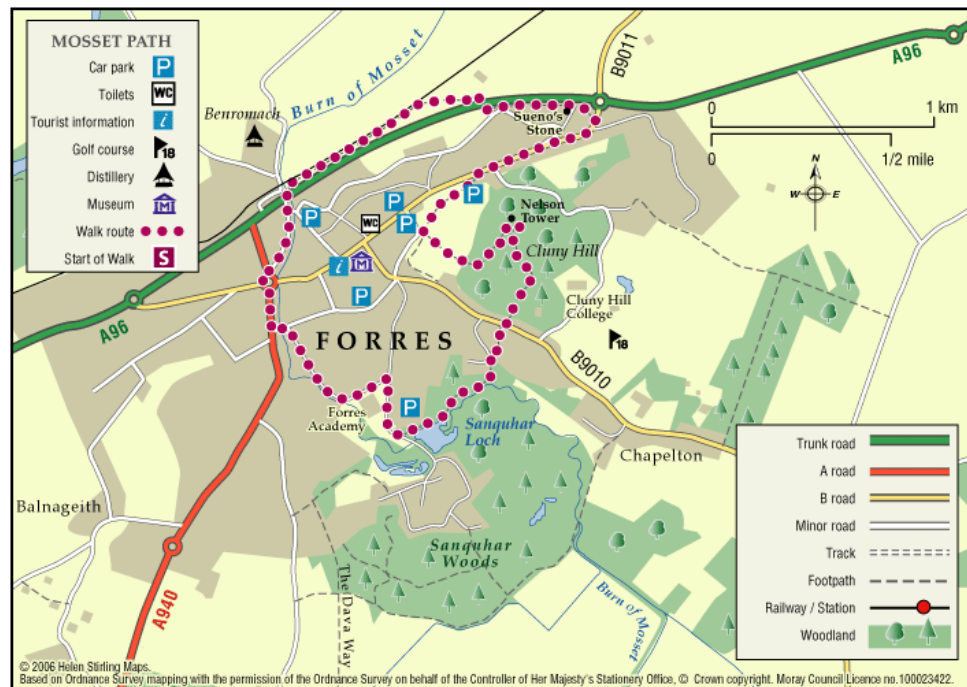 MOSSET PATH
Car park
P
Toilets
WC
Tourist information
i
Golf course
18
Distillery
Museum
M
Walk route
Start of Walk
S
Benromach
Burn of Mosset
B9011
A96
Sueno's
Stone
0
1 km
0
1/2 mile
N
W
E
P
P
P
P
WC
Nelson
Tower
Cluny Hill
i
M
P
Cluny Hill
College
18
A96
FORRES
B9010
Forres
Academy
P
Sanquhar
Loch
Chapelton
Balnageith
Sanquhar
Woods
The Dava Way
A940
Burn of
Mosset
Trunk road
A road
B road
Minor road
Track
Footpath
Railway / Station
Woodland
© 2006 Helen Stirling Maps.
Based on Ordnance Survey mapping with the permission of the Ordnance Survey on behalf of the Controller of Her Majesty's Stationery Office, © Crown copyright. Moray Council Licence no.100023422.